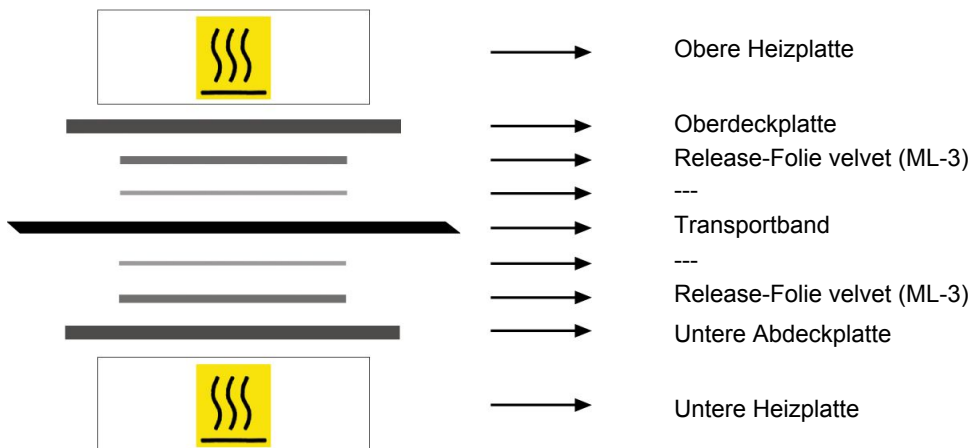 Obere Heizplatte
Oberdeckplatte
Release-Folie velvet (ML-3)
---
Transportband
---
Release-Folie velvet (ML-3)
Untere Abdeckplatte
Untere Heizplatte